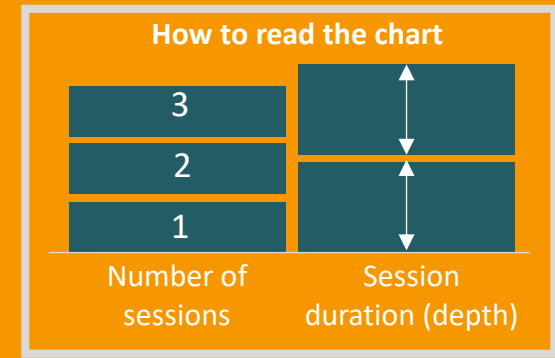 How to read the chart
3
2
1
Number of
sessions
Session
duration (depth)